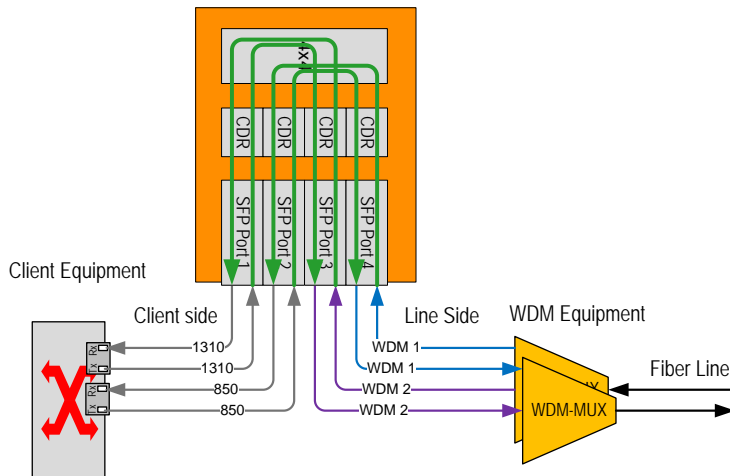 4x4
CDR
CDR
CDR
CDR
SFP Port 1
SFP Port 2
SFP Port 3
SFP Port 4
Client Equipment
Client side
Line Side
WDM Equipment
Rx
Tx
Rx
Tx
1310
1310
850
850
WDM 1
WDM 1
WDM 2
WDM 2
Fiber Line
WDM-MUX